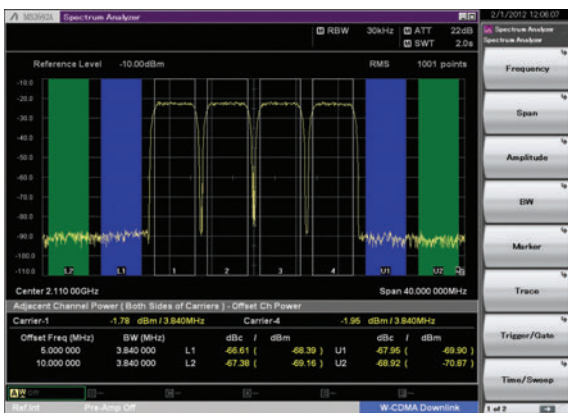 MS2692A Spectrum Analyzer
2/1/2012 12:06:07
RBW 30kHz ATT 22dB
SWT 2.0s
Spectrum Analyzer
Spectrum Analyzer
Reference Level -10.00dBm RMS 1001 points
Frequency
Span
Amplitude
BW
Marker
Trace
Trigger/Gate
Time/Sweep
1 of 2
-10.0
-20.0
-30.0
-40.0
-50.0
-60.0
-70.0
-80.0
-90.0
-100.0
-110.0
L2 L1 1 2 3 4 U1 U2
Center 2.110 00GHz Span 40.000 000MHz
Adjacent Channel Power ( Both Sides of Carriers ) - Offset Ch Power
Carrier-1 -1.78 dBm / 3.840MHz Carrier-4 -1.95 dBm / 3.840MHz
Offset Freq (MHz) BW (MHz) dBc / dBm dBc / dBm
5.000 000 3.840 000 L1 -66.61 ( -68.39 ) U1 -67.95 ( -69.90 )
10.000 000 3.840 000 L2 -67.38 ( -69.16 ) U2 -68.92 ( -70.87 )
Off
Ref.Int Pre-Amp Off W-CDMA Downlink